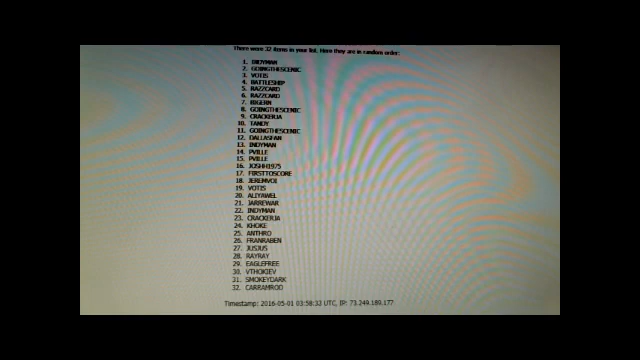 There were 32 items in your list. Here they are in random order:
1. INDYMAN
2. GOINGTHESCENIC
3. VOTIS
4. BATTLESHIP
5. RAZZCARD
6. RAZZCARD
7. BIGERN
8. GOINGTHESCENIC
9. CRACKERJA
10. TANDY
11. GOINGTHESCENIC
12. DALLASFAN
13. INDYMAN
14. PVILLE
15. PVILLE
16. JOSHH1975
17. FIRSTTOSCORE
18. JEREMVOI
19. VOTIS
20. ALIYAWEL
21. JARREWAR
22. INDYMAN
23. CRACKERJA
24. KHOKE
25. ANTHRO
26. FRANRABEN
27. JUSJUS
28. RAYRAY
29. EAGLEFREE
30. VTHOKIEV
31. SMOKEYDARK
32. CARRAMROD
Timestamp: 2016-05-01 03:58:32 UTC, IP: 73.249.189.177